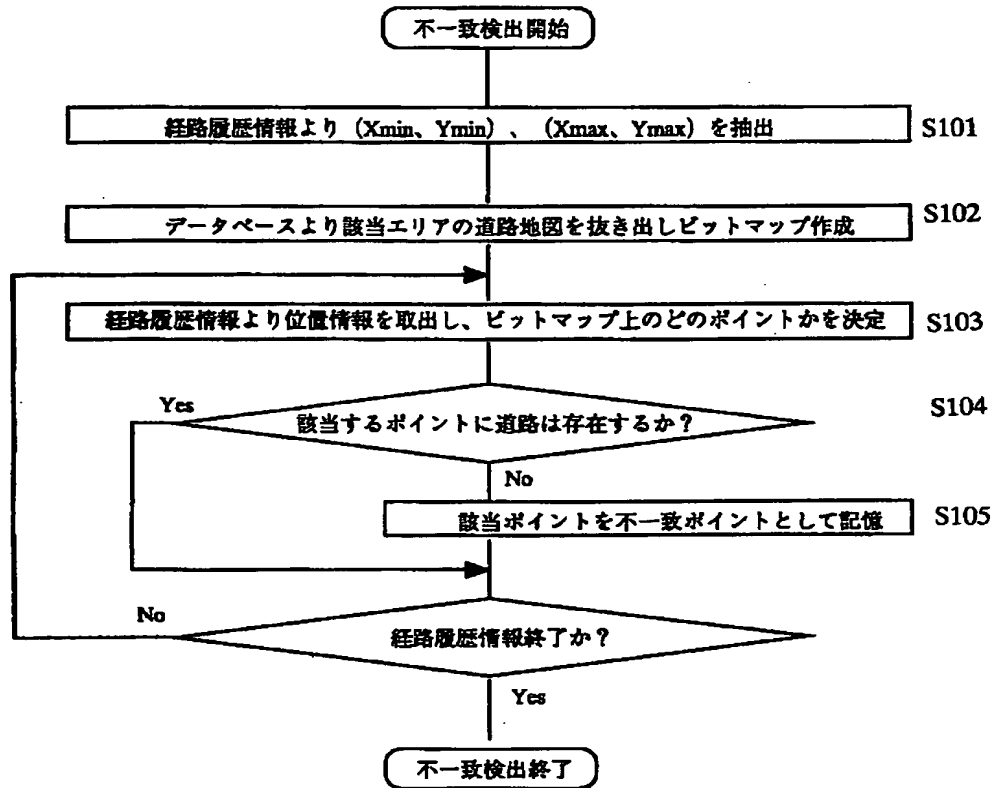 不一致検出開始
経路履歴情報より（Xmin、Ymin）、（Xmax、Ymax）を抽出
S101
データベースより該当エリアの道路地図を抜き出しビットマップ作成
S102
経路履歴情報より位置情報を取出し、ビットマップ上のどのポイントかを決定
S103
Yes
該当するポイントに道路は存在するか？
S104
No
該当ポイントを不一致ポイントとして記憶
S105
No
経路履歴情報終了か？
Yes
不一致検出終了